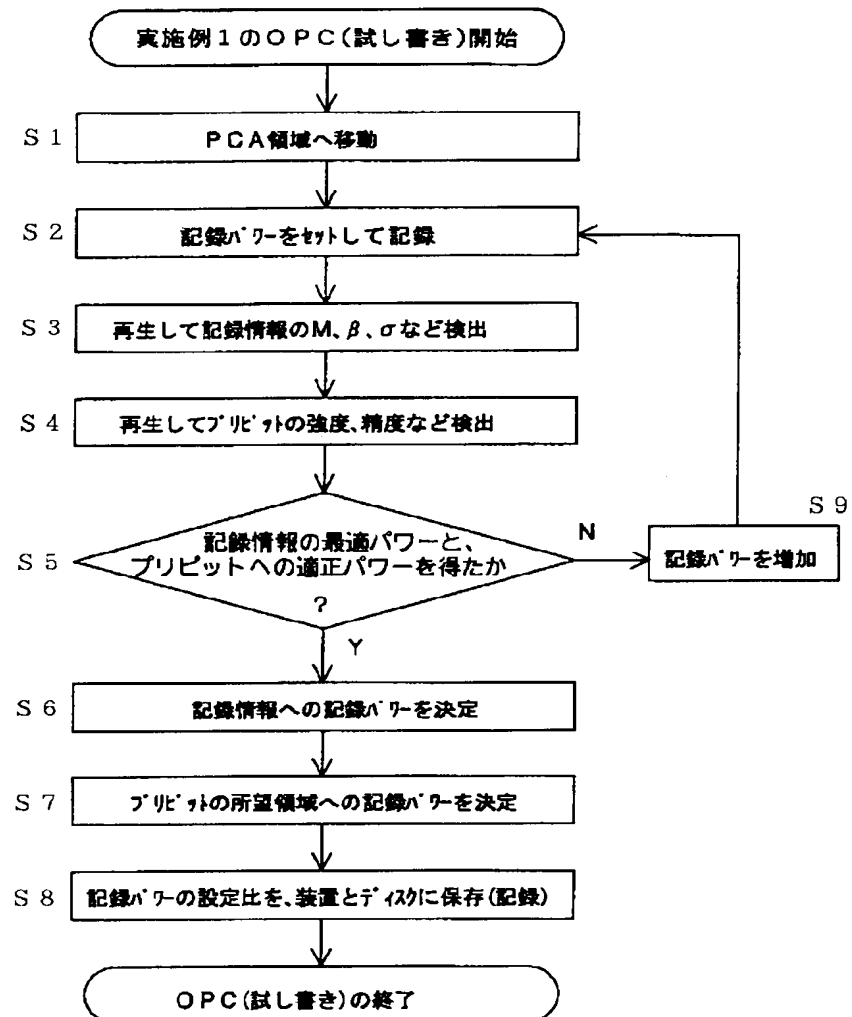 実施例1のOPC(試し書き)開始
S1
PCA領域へ移動
S2
記録ﾊﾟﾜｰをｾｯﾄして記録
S3
再生して記録情報のM、β、σなど検出
S4
再生してﾌﾟﾘﾋﾟｯﾄの強度、精度など検出
S5
記録情報の最適パワーと、
プリピットへの適正パワーを得たか
?
N
S9
記録ﾊﾟﾜｰを増加
Y
S6
記録情報への記録ﾊﾟﾜｰを決定
S7
ﾌﾟﾘﾋﾟｯﾄの所望領域への記録ﾊﾟﾜｰを決定
S8
記録ﾊﾟﾜｰの設定比を、装置とディスクに保存(記録)
OPC(試し書き)の終了